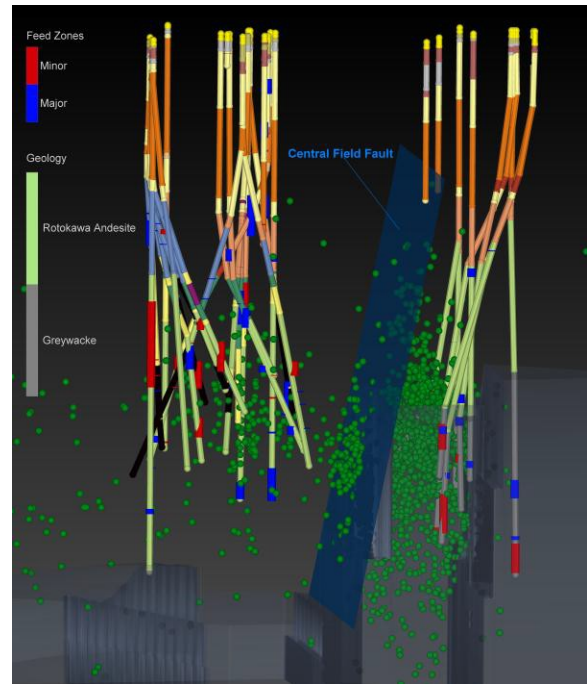 Feed Zones
Minor
Major
Central Field Fault
Geology
Rotokawa Andesite
Greywacke